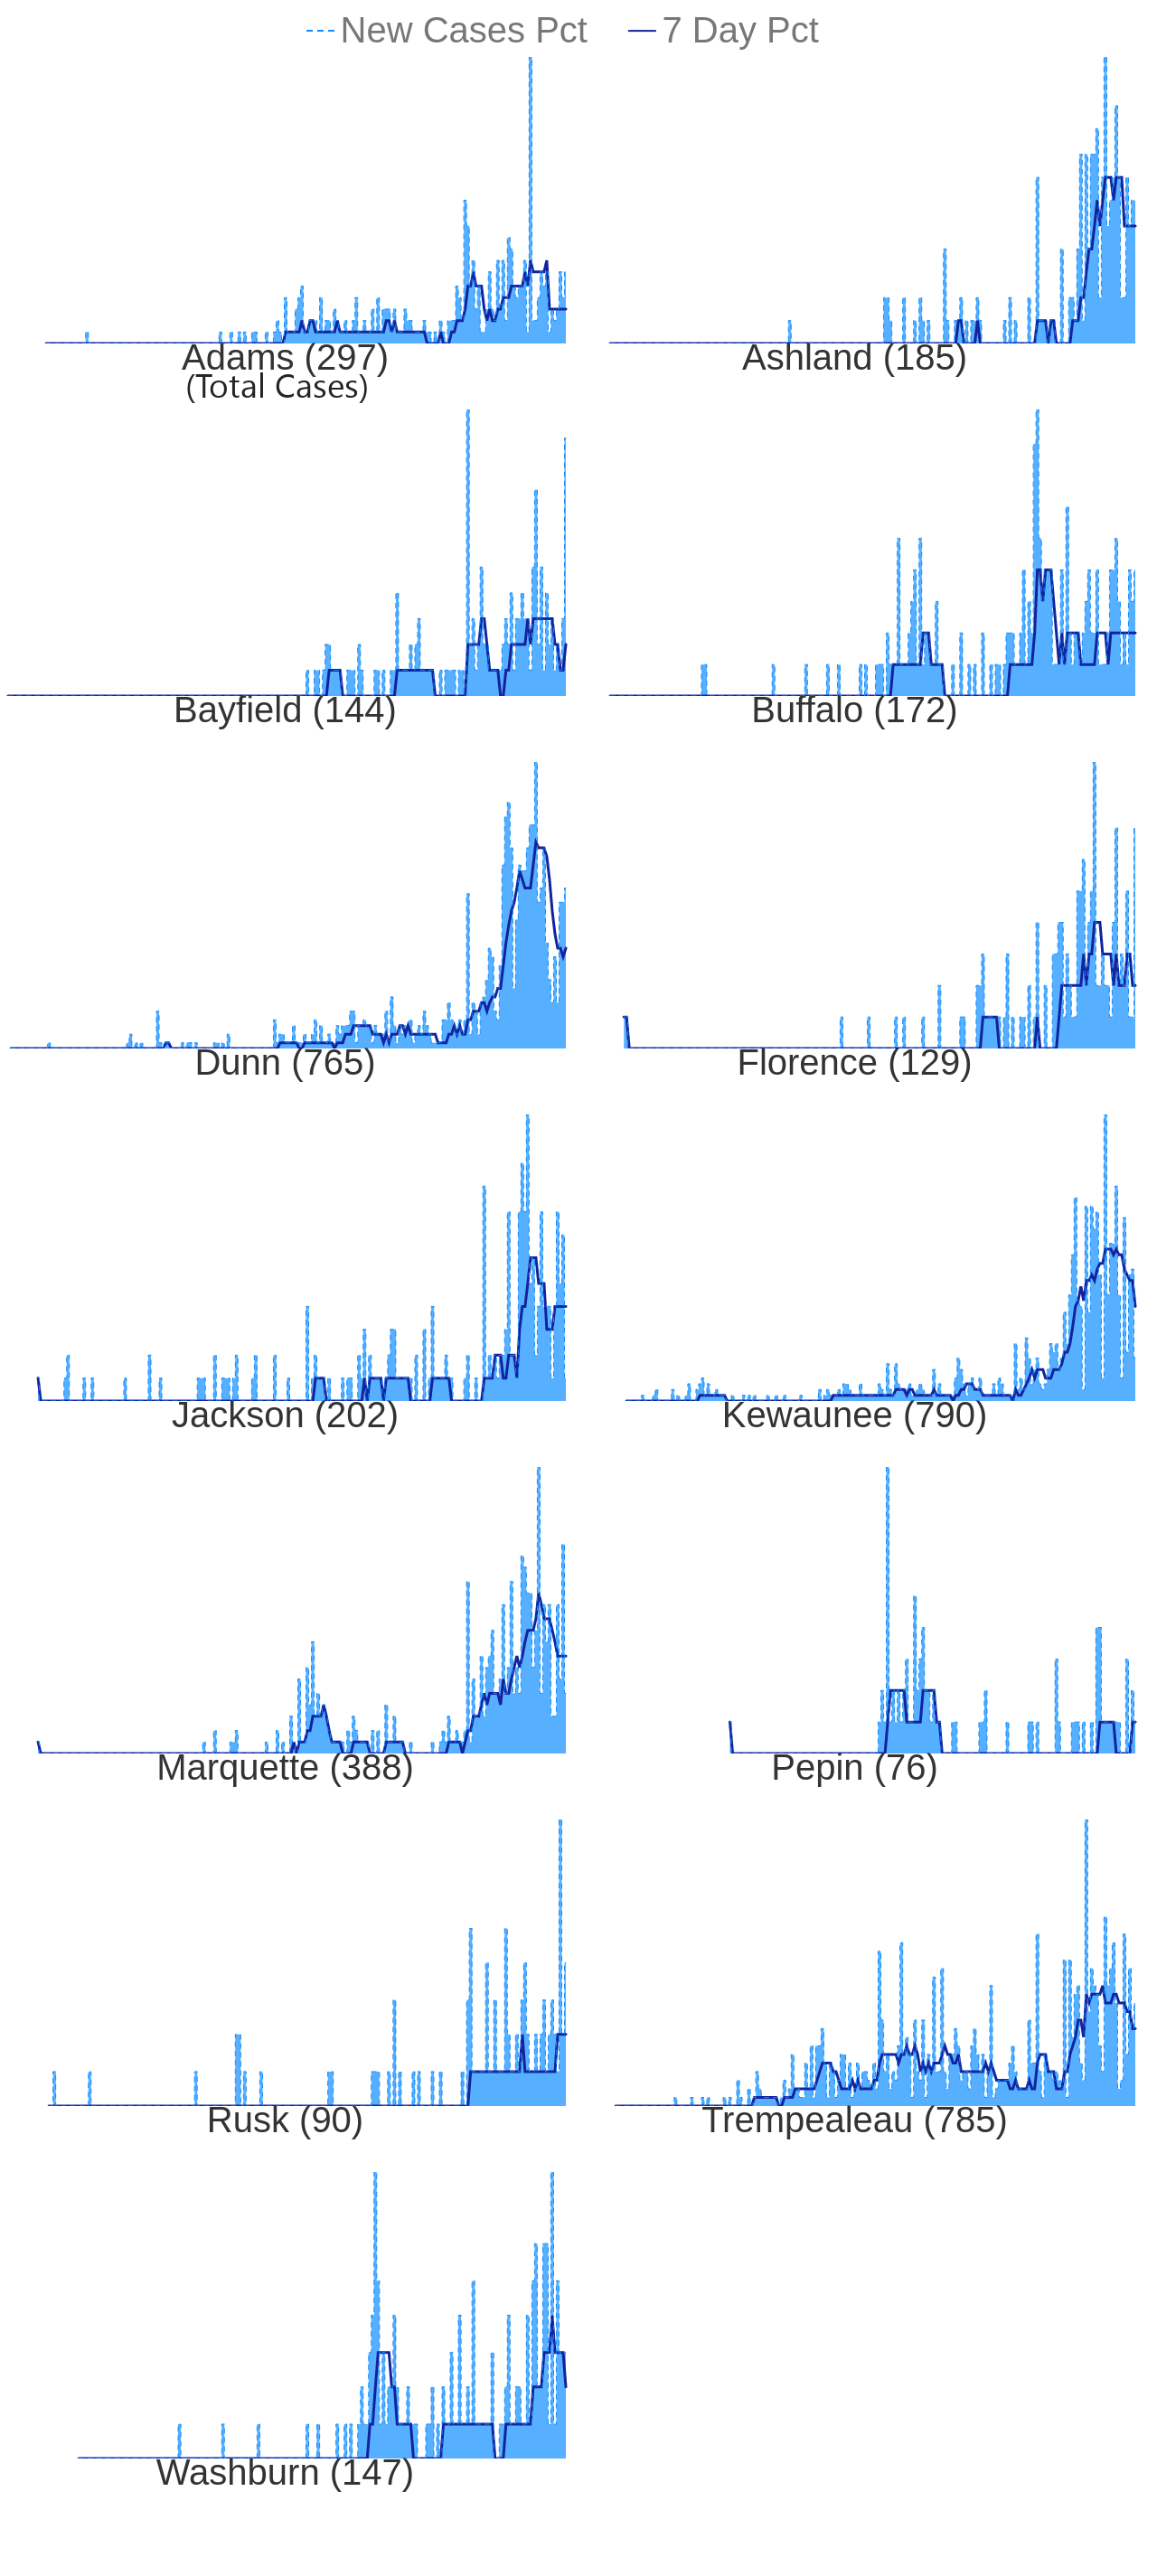 New Cases Pct 7 Day Pct
Adams (297) Ashland (185)
(Total Cases)
Bayfield (144) Buffalo (172)
Dunn (765) Florence (129)
Jackson (202) Kewaunee (790)
Marquette (388) Pepin (76)
Rusk (90) Trempealeau (785)
Washburn (147)